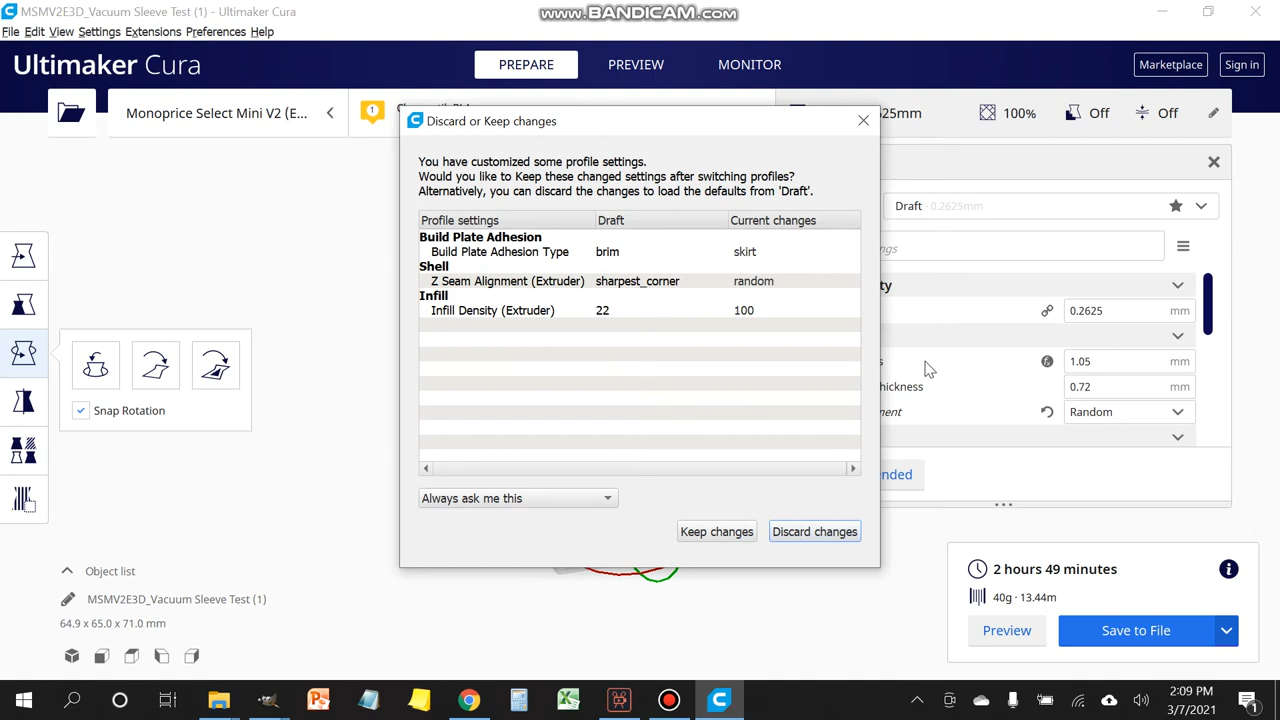 MSMV2E3D_Vacuum Sleeve Test (1) - Ultimaker Cura
www.BANDICAM.com
File Edit View Settings Extensions Preferences Help
Ultimaker Cura
PREPARE
PREVIEW
MONITOR
Marketplace
Sign in
Monoprice Select Mini V2 (E...
1
25mm
100%
Off
Off
Discard or Keep changes
You have customized some profile settings.
Would you like to Keep these changed settings after switching profiles?
Alternatively, you can discard the changes to load the defaults from 'Draft'.
Profile settings Draft Current changes
Build Plate Adhesion
Build Plate Adhesion Type brim skirt
Shell
Z Seam Alignment (Extruder) sharpest_corner random
Infill
Infill Density (Extruder) 22 100
Always ask me this
Keep changes
Discard changes
Draft - 0.2625mm
ngs
ty
0.2625 mm
s 1.05 mm
hickness 0.72 mm
nent Random
nded
Snap Rotation
Object list
MSMV2E3D_Vacuum Sleeve Test (1)
64.9 x 65.0 x 71.0 mm
2 hours 49 minutes
40g · 13.44m
Preview
Save to File
2:09 PM
3/7/2021
1